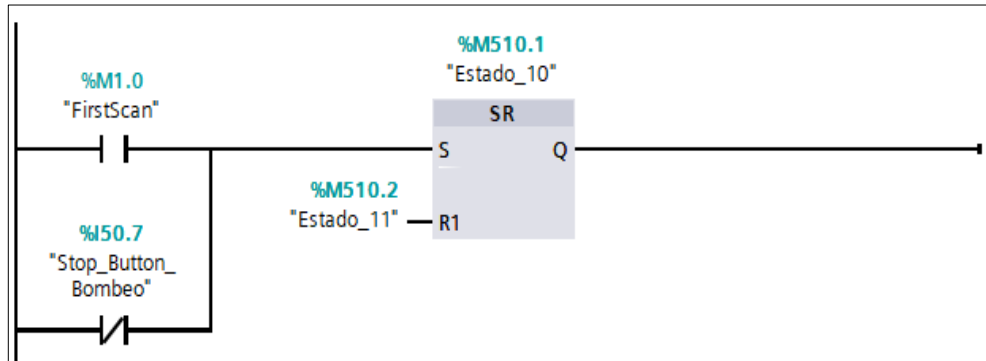 %M510.1
"Estado_10"
%M1.0
"FirstScan"
SR
S
Q
%M510.2
"Estado_11"
R1
%I50.7
"Stop_Button_
Bombeo"